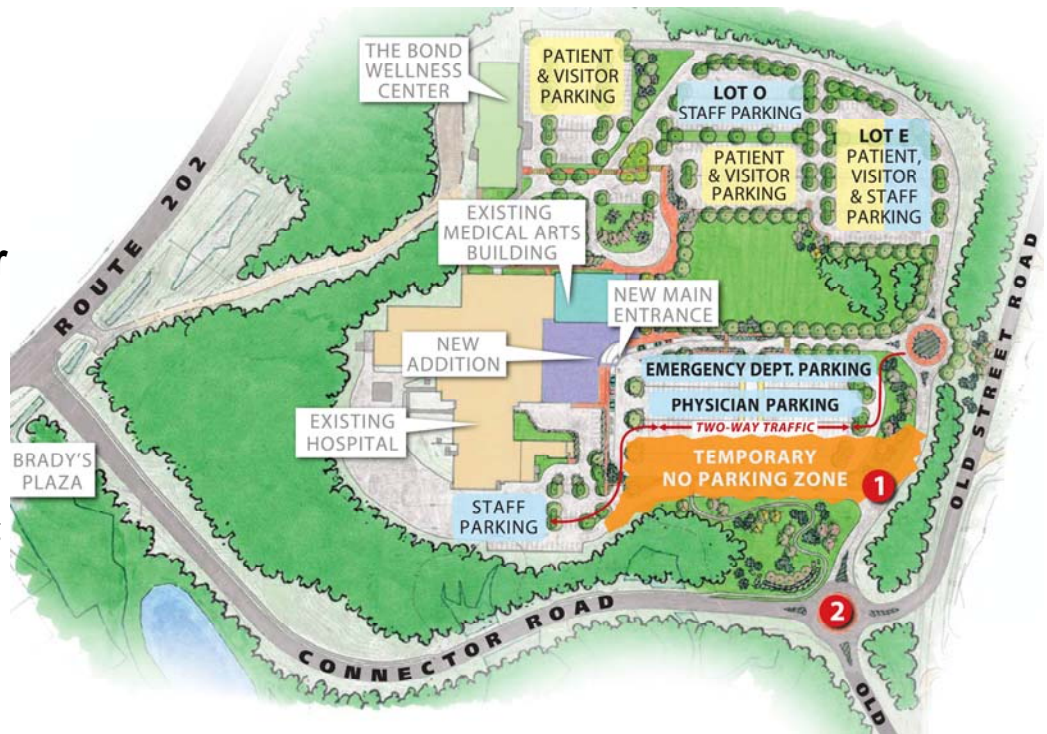 THE BOND
WELLNESS
CENTER
PATIENT
& VISITOR
PARKING
LOT O
STAFF PARKING
LOT E
PATIENT,
VISITOR
& STAFF
PARKING
PATIENT
& VISITOR
PARKING
ROUTE 202
EXISTING
MEDICAL ARTS
BUILDING
NEW MAIN
ENTRANCE
NEW
ADDITION
EMERGENCY DEPT. PARKING
PHYSICIAN PARKING
TWO-WAY TRAFFIC
EXISTING
HOSPITAL
TEMPORARY
NO PARKING ZONE
1
OLD STREET ROAD
BRADY'S
PLAZA
STAFF
PARKING
2
CONNECTOR ROAD
OLD